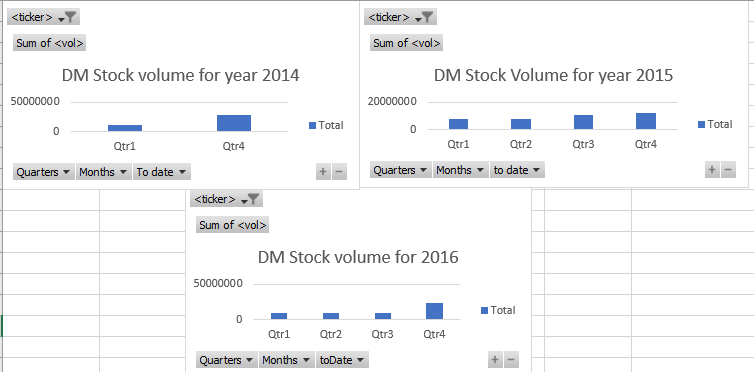 <ticker>
Sum of <vol>
DM Stock volume for year 2014
50000000
0
Qtr1 Qtr4
Total
Quarters Months To date
+ −
<ticker>
Sum of <vol>
DM Stock Volume for year 2015
20000000
0
Qtr1 Qtr2 Qtr3 Qtr4
Total
Quarters Months to date
+ −
<ticker>
Sum of <vol>
DM Stock volume for 2016
50000000
0
Qtr1 Qtr2 Qtr3 Qtr4
Total
Quarters Months toDate
+ −